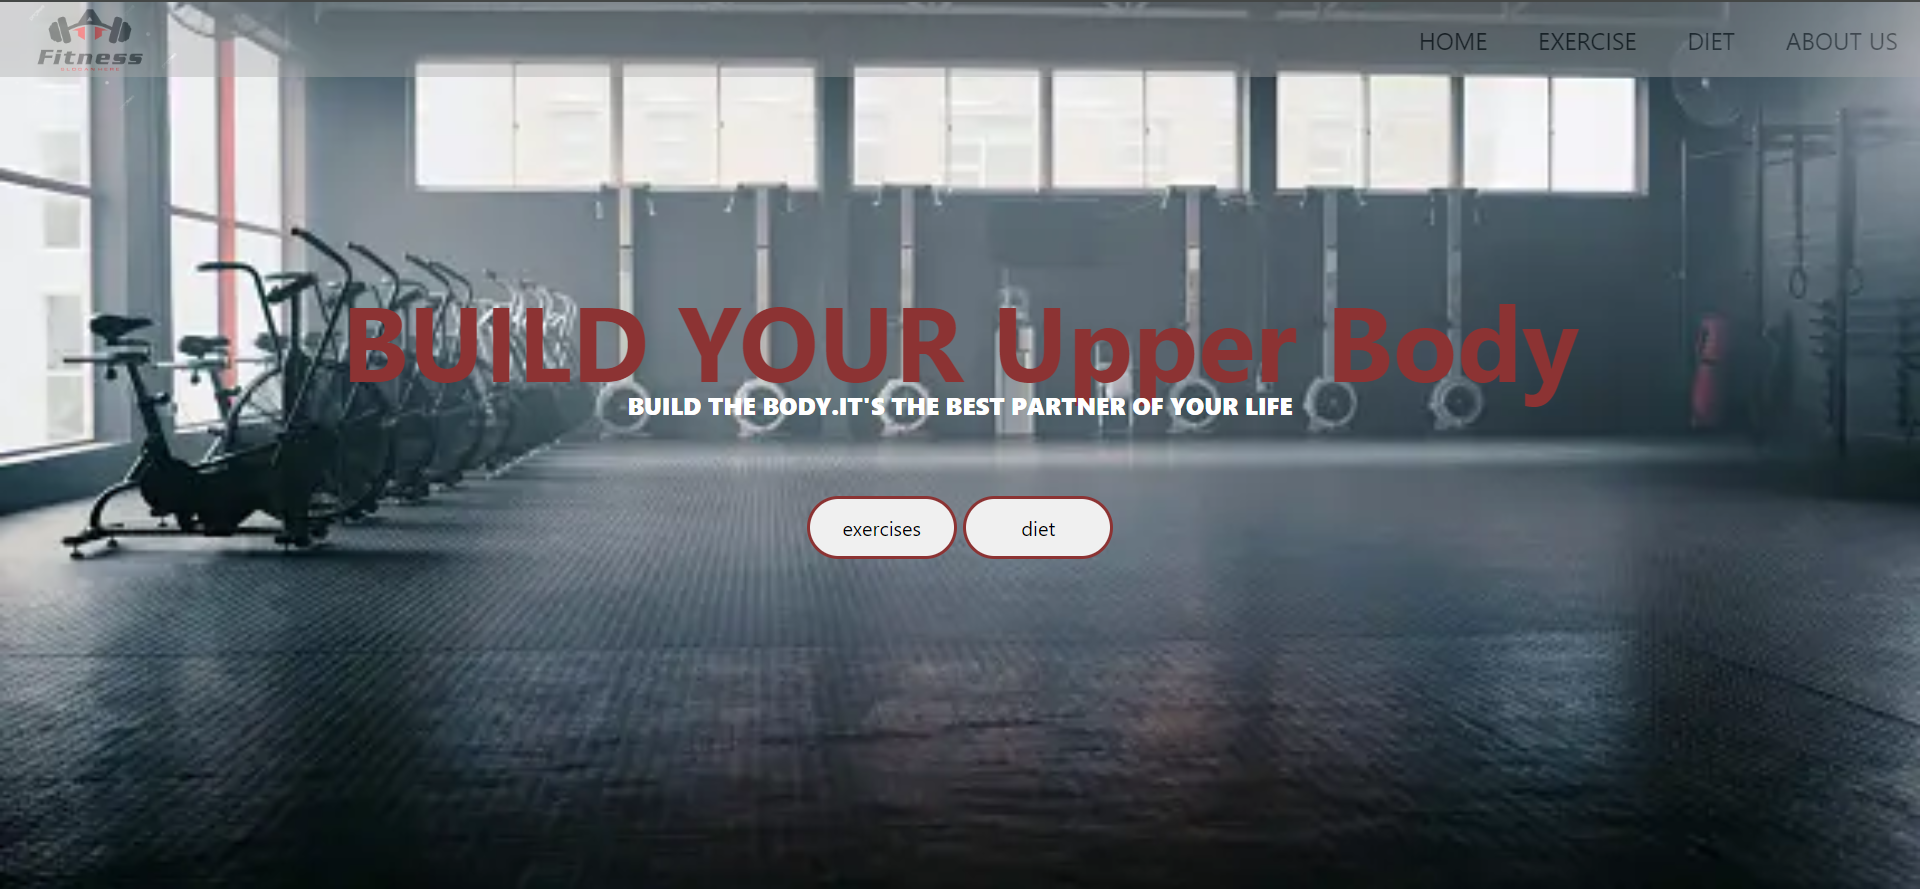 Fitness
HOME EXERCISE DIET ABOUT US
BUILD YOUR Upper Body
BUILD THE BODY.IT'S THE BEST PARTNER OF YOUR LIFE
exercises diet